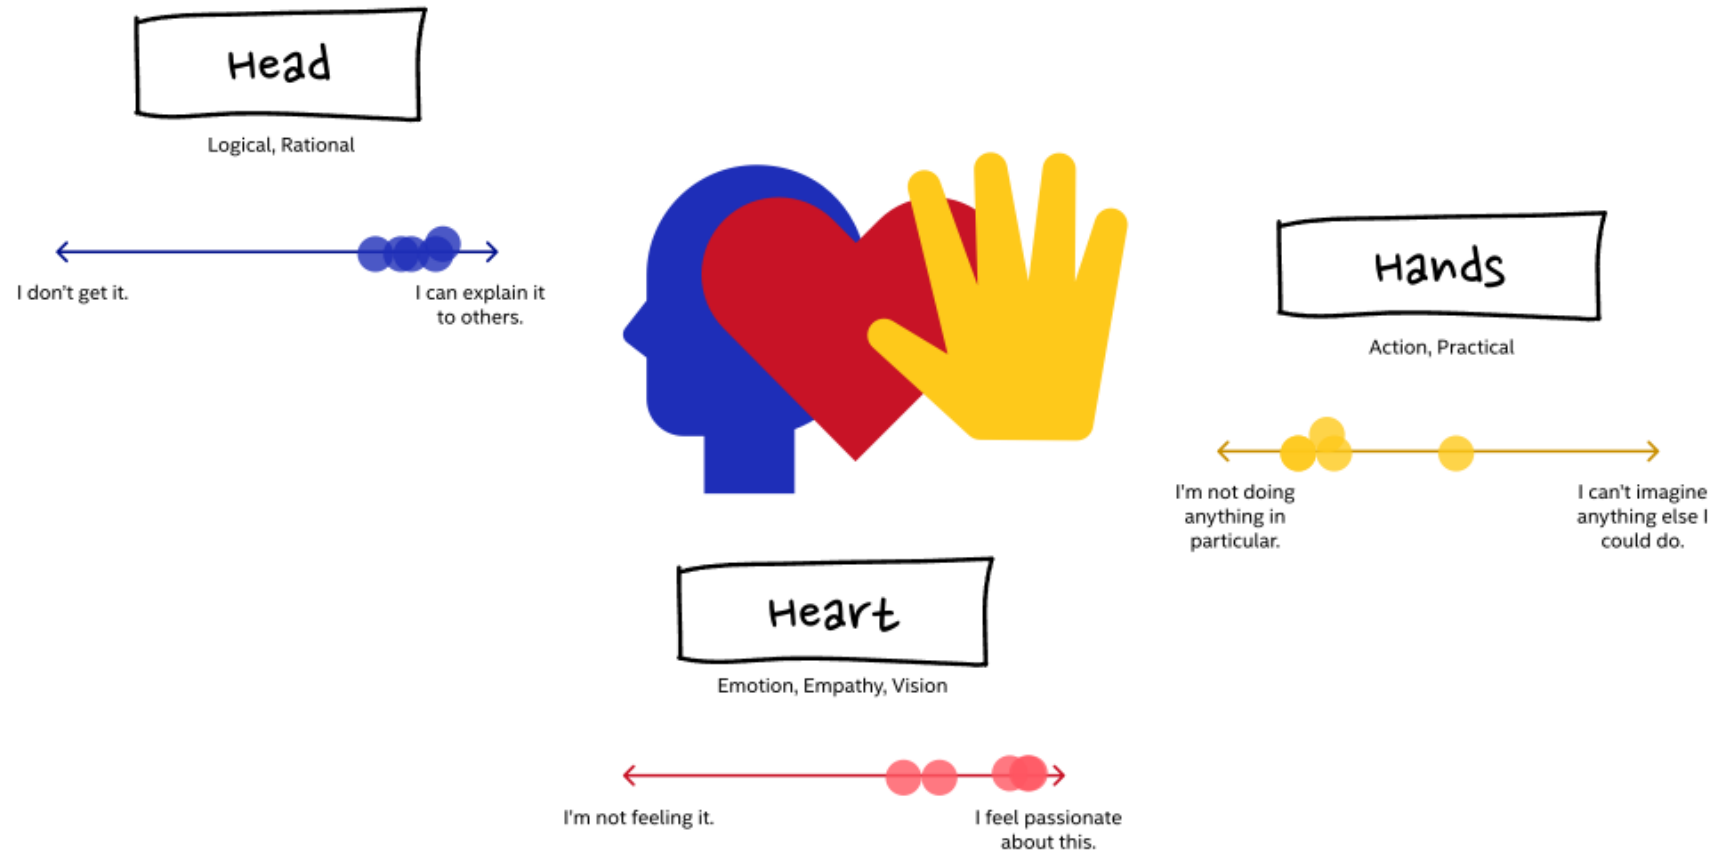 Head
Logical, Rational
I don't get it.
I can explain it
to others.
Hands
Action, Practical
I'm not doing
anything in
particular.
I can't imagine
anything else I
could do.
Heart
Emotion, Empathy, Vision
I'm not feeling it.
I feel passionate
about this.